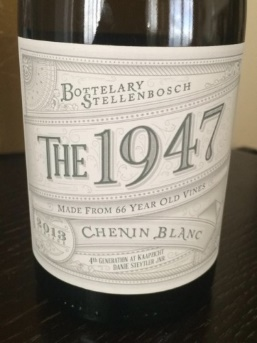 BOTTELARY
STELLENBOSCH
THE 1947
MADE FROM 66 YEAR OLD VINES
2013
CHENIN BLANC
4TH GENERATION AT KAAPZICHT
DANIE STEYTLER JNR